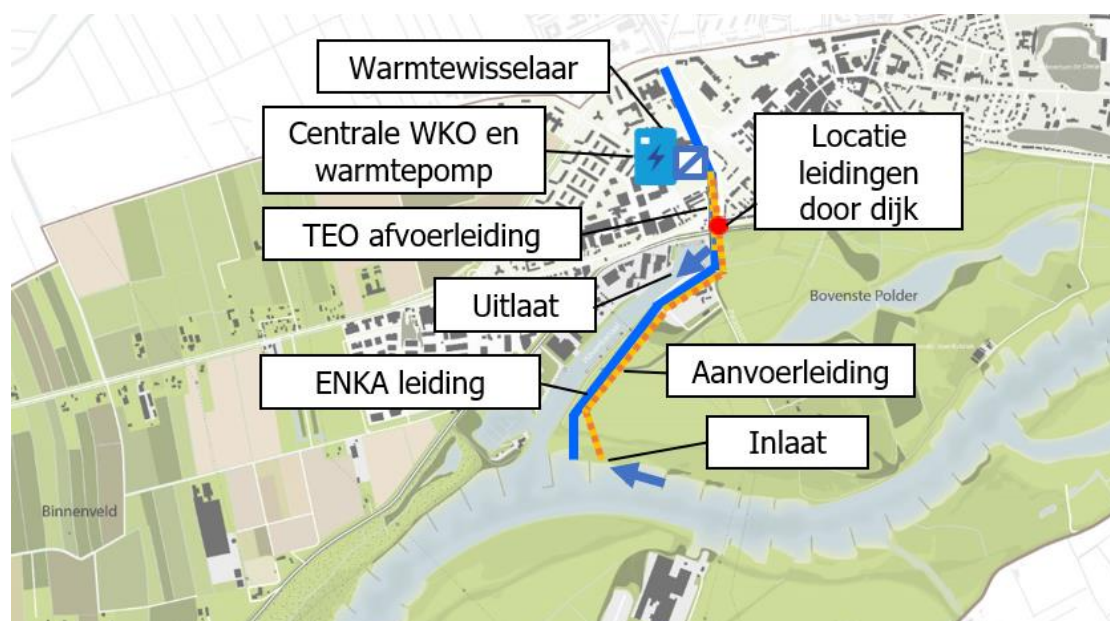 Warmtewisselaar
Centrale WKO en
warmtepomp
Locatie
leidingen
door dijk
TEO afvoerleiding
Uitlaat
Bovenste Polder
ENKA leiding
Aanvoerleiding
Inlaat
Binnenveld